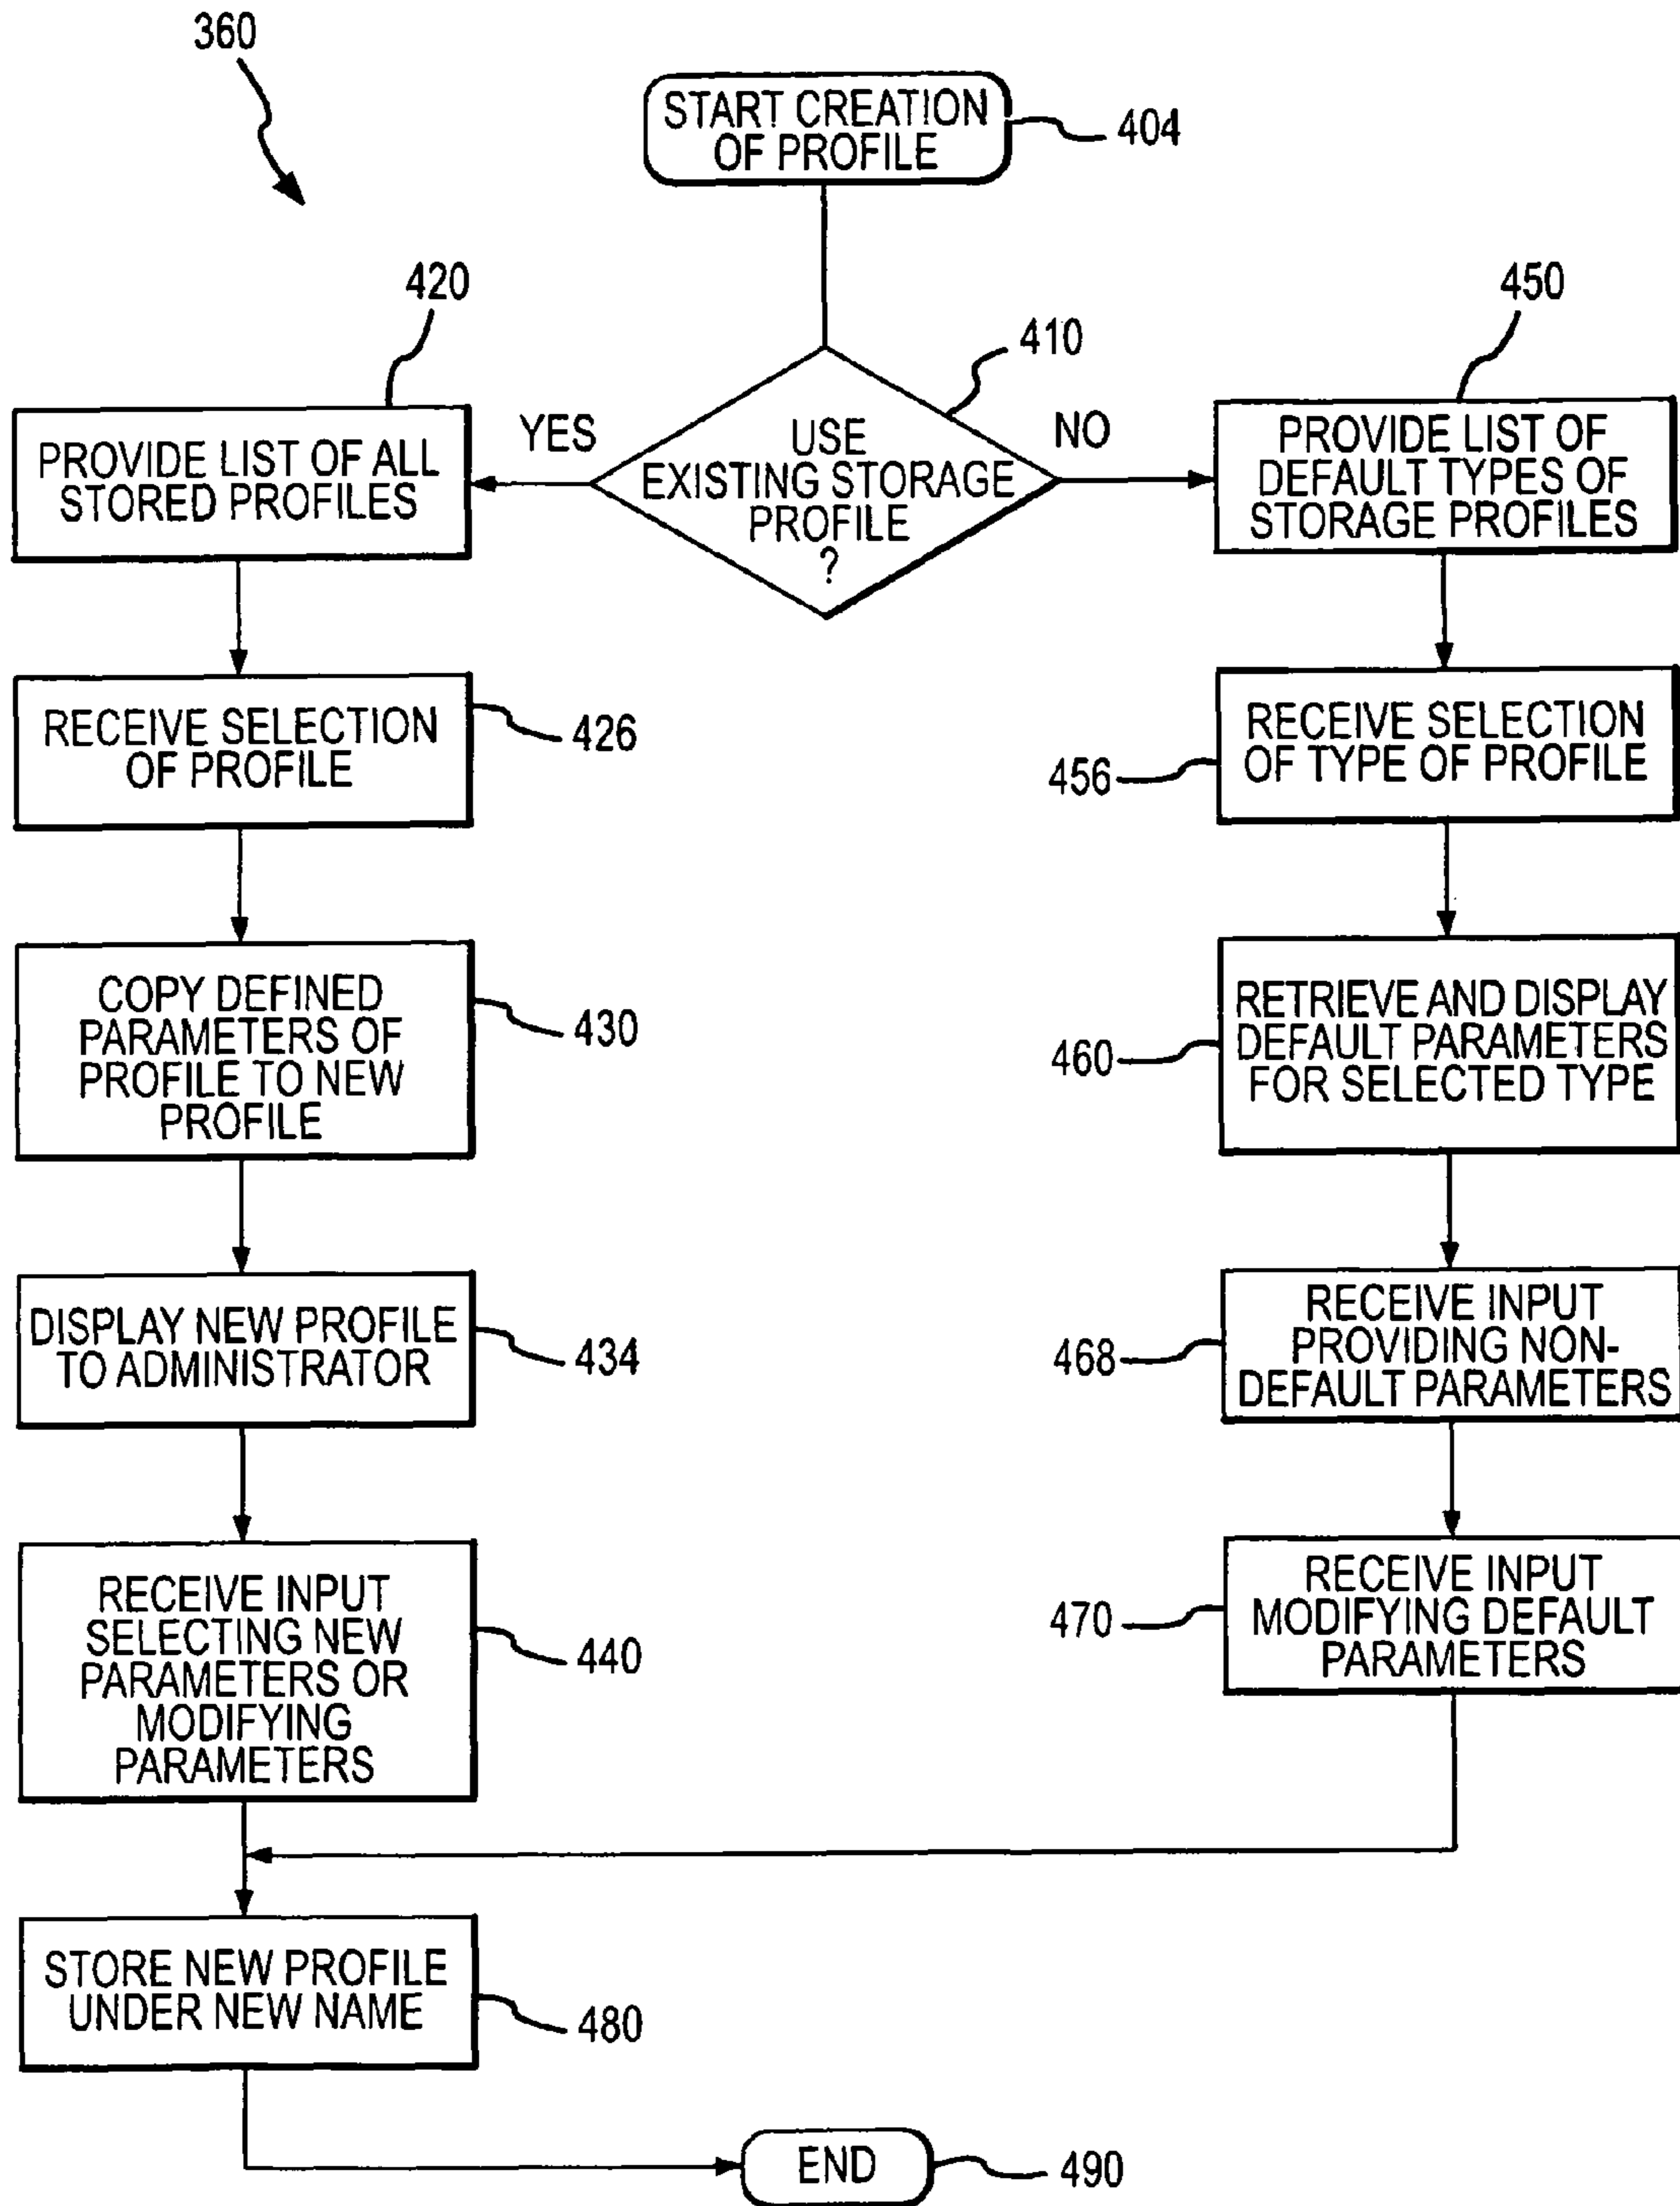 360
START CREATION
OF PROFILE
404
420
410
450
PROVIDE LIST OF ALL
STORED PROFILES
YES
USE
EXISTING STORAGE
PROFILE
?
NO
PROVIDE LIST OF
DEFAULT TYPES OF
STORAGE PROFILES
RECEIVE SELECTION
OF PROFILE
426
456
RECEIVE SELECTION
OF TYPE OF PROFILE
COPY DEFINED
PARAMETERS OF
PROFILE TO NEW
PROFILE
430
460
RETRIEVE AND DISPLAY
DEFAULT PARAMETERS
FOR SELECTED TYPE
DISPLAY NEW PROFILE
TO ADMINISTRATOR
434
468
RECEIVE INPUT
PROVIDING NON-
DEFAULT PARAMETERS
RECEIVE INPUT
SELECTING NEW
PARAMETERS OR
MODIFYING
PARAMETERS
440
470
RECEIVE INPUT
MODIFYING DEFAULT
PARAMETERS
STORE NEW PROFILE
UNDER NEW NAME
480
END
490